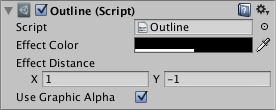 Outline (Script)
Script Outline
Effect Color
Effect Distance
X 1 Y -1
Use Graphic Alpha